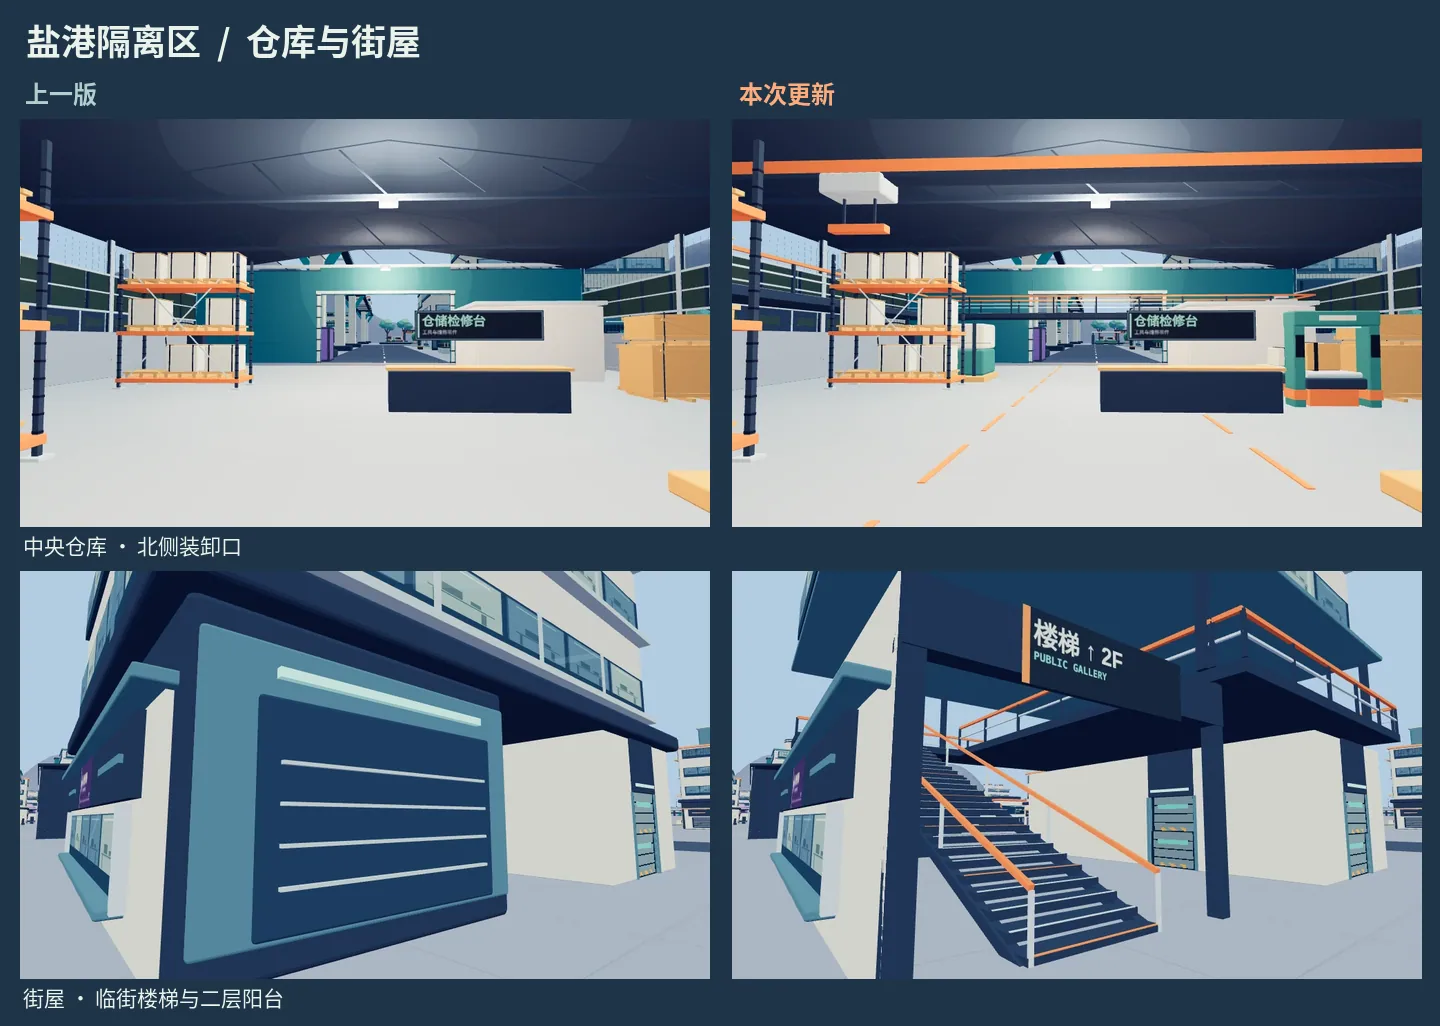 盐港隔离区 / 仓库与街屋
上一版
本次更新
仓储检修台
仓储检修台
中央仓库 · 北侧装卸口
楼梯 ↑ 2F
PUBLIC GALLERY
街屋 · 临街楼梯与二层阳台